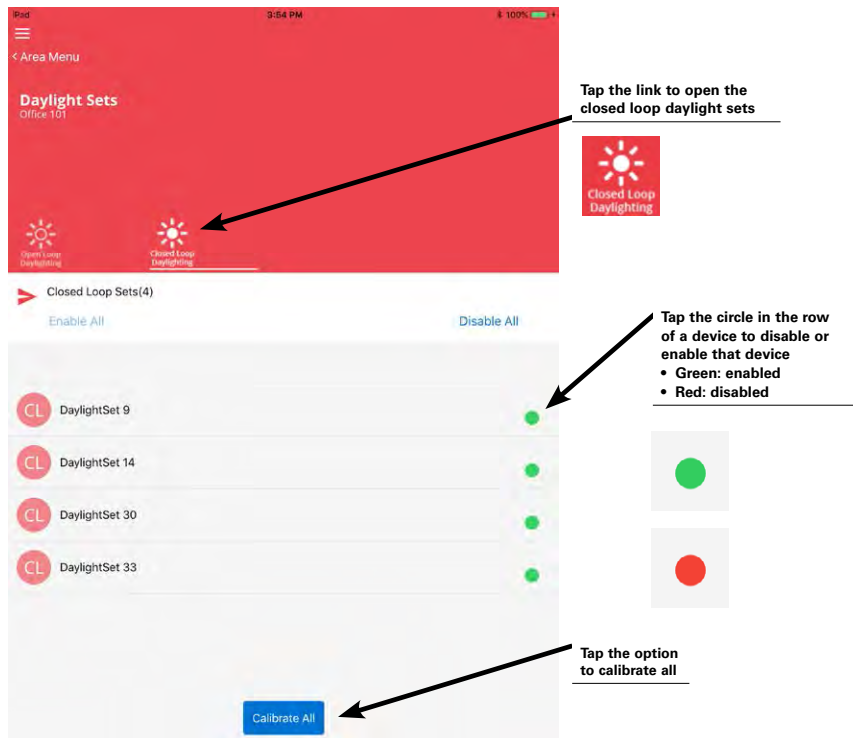 iPad 3:54 PM 100%
< Area Menu
Daylight Sets
Office 101
Open Loop
Daylighting
Closed Loop
Daylighting
Closed Loop Sets(4)
Enable All Disable All
CL DaylightSet 9
CL DaylightSet 14
CL DaylightSet 30
CL DaylightSet 33
Calibrate All
Tap the link to open the
closed loop daylight sets
Closed Loop
Daylighting
Tap the circle in the row
of a device to disable or
enable that device
• Green: enabled
• Red: disabled
Tap the option
to calibrate all